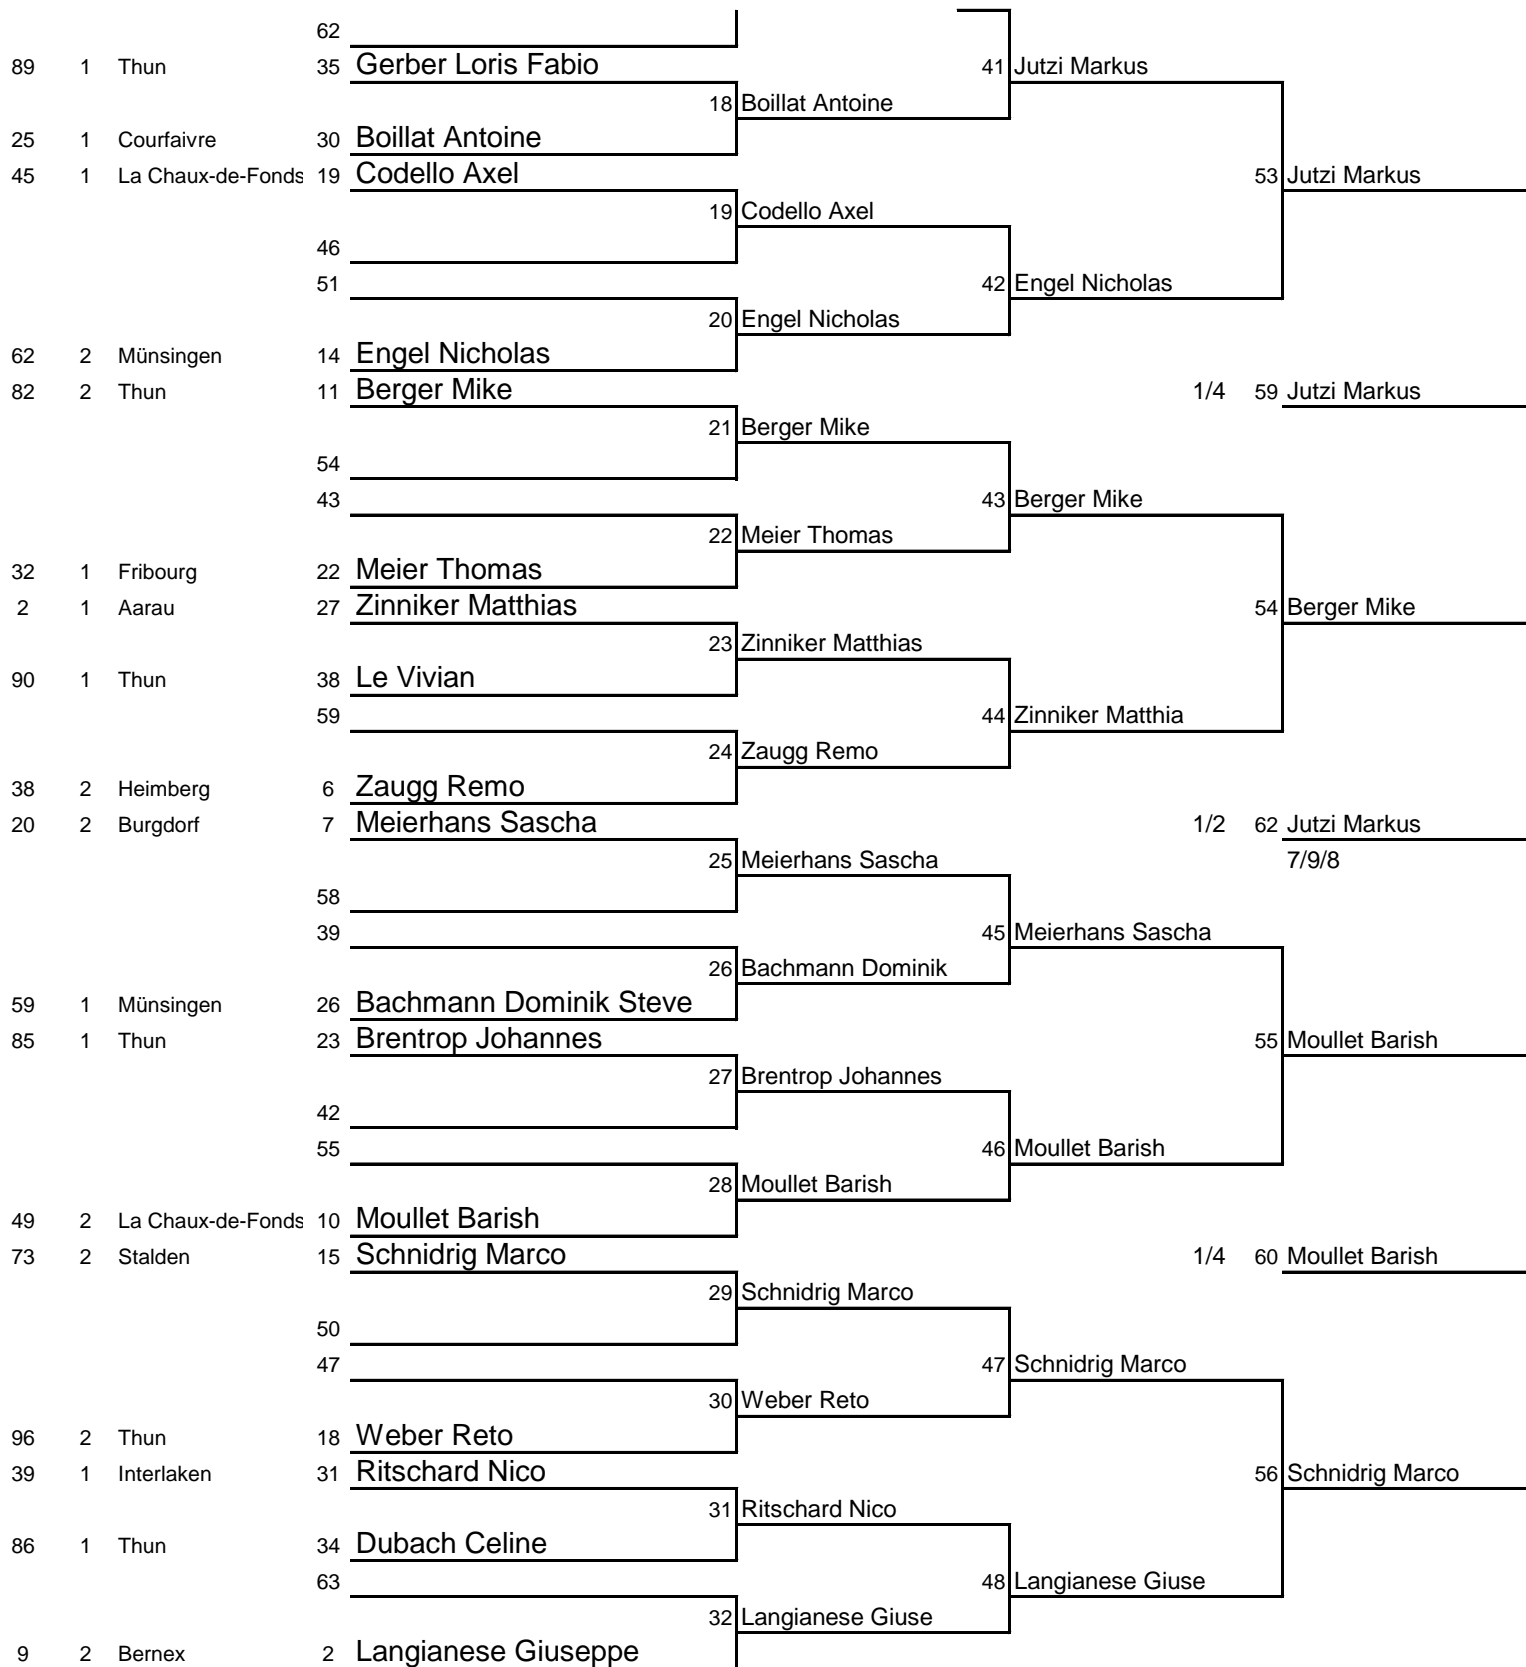 62
89 1 Thun 35 Gerber Loris Fabio 41 Jutzi Markus
18 Boillat Antoine
25 1 Courfaivre 30 Boillat Antoine
45 1 La Chaux-de-Fonds 19 Codello Axel 53 Jutzi Markus
19 Codello Axel
46
51 42 Engel Nicholas
20 Engel Nicholas
62 2 Münsingen 14 Engel Nicholas
82 2 Thun 11 Berger Mike 1/4 59 Jutzi Markus
21 Berger Mike
54
43 43 Berger Mike
22 Meier Thomas
32 1 Fribourg 22 Meier Thomas
2 1 Aarau 27 Zinniker Matthias 54 Berger Mike
23 Zinniker Matthias
90 1 Thun 38 Le Vivian
59 44 Zinniker Matthia
24 Zaugg Remo
38 2 Heimberg 6 Zaugg Remo
20 2 Burgdorf 7 Meierhans Sascha 1/2 62 Jutzi Markus
25 Meierhans Sascha 7/9/8
58
39 45 Meierhans Sascha
26 Bachmann Dominik
59 1 Münsingen 26 Bachmann Dominik Steve
85 1 Thun 23 Brentrop Johannes 55 Moullet Barish
27 Brentrop Johannes
42
55 46 Moullet Barish
28 Moullet Barish
49 2 La Chaux-de-Fonds 10 Moullet Barish
73 2 Stalden 15 Schnidrig Marco 1/4 60 Moullet Barish
29 Schnidrig Marco
50
47 47 Schnidrig Marco
30 Weber Reto
96 2 Thun 18 Weber Reto
39 1 Interlaken 31 Ritschard Nico 56 Schnidrig Marco
31 Ritschard Nico
86 1 Thun 34 Dubach Celine
63 48 Langianese Giuse
32 Langianese Giuse
9 2 Bernex 2 Langianese Giuseppe